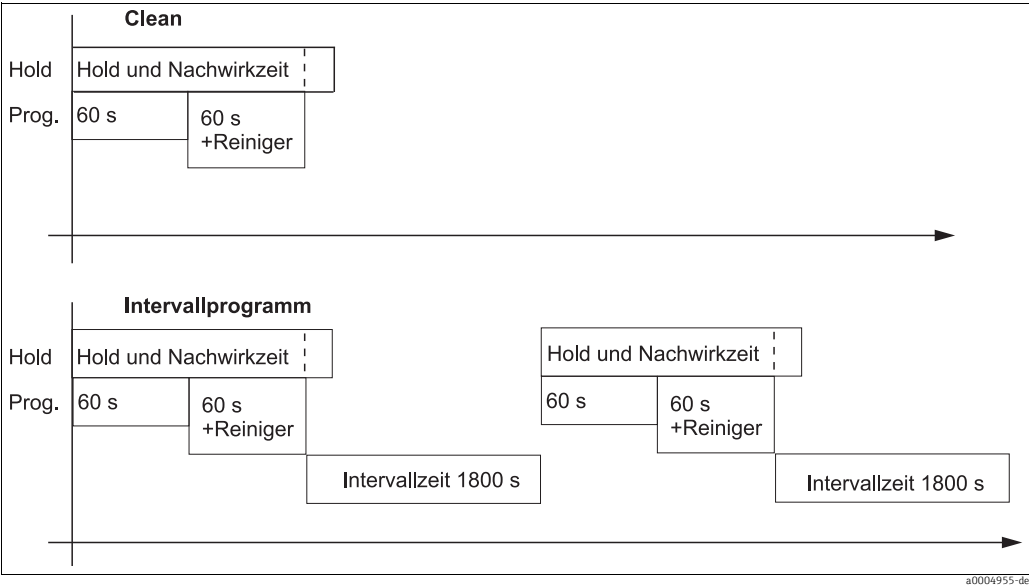 Clean
Hold
Hold und Nachwirkzeit
Prog.
60 s
60 s
+Reiniger
Intervallprogramm
Hold
Hold und Nachwirkzeit
Hold und Nachwirkzeit
Prog.
60 s
60 s
+Reiniger
60 s
60 s
+Reiniger
Intervallzeit 1800 s
Intervallzeit 1800 s
a0004955-de